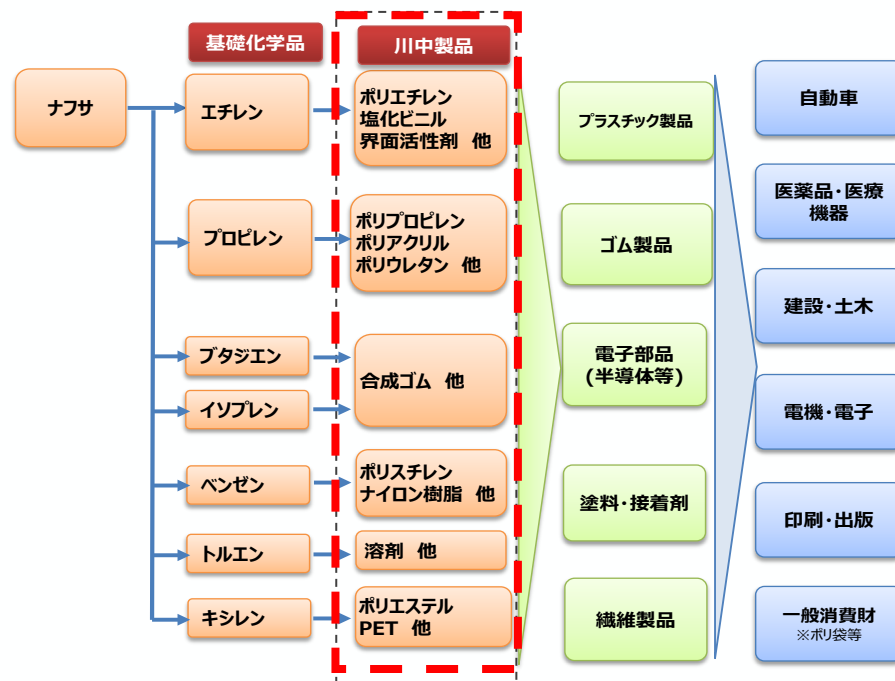 基礎化学品
川中製品
ナフサ
エチレン
ポリエチレン
塩化ビニル
界面活性剤 他
プロピレン
ポリプロピレン
ポリアクリル
ポリウレタン 他
ブタジエン
イソプレン
合成ゴム 他
ベンゼン
ポリスチレン
ナイロン樹脂 他
トルエン
溶剤 他
キシレン
ポリエステル
PET 他
プラスチック製品
ゴム製品
電子部品
(半導体等)
塗料・接着剤
繊維製品
自動車
医薬品・医療
機器
建設・土木
電機・電子
印刷・出版
一般消費財
※ポリ袋等